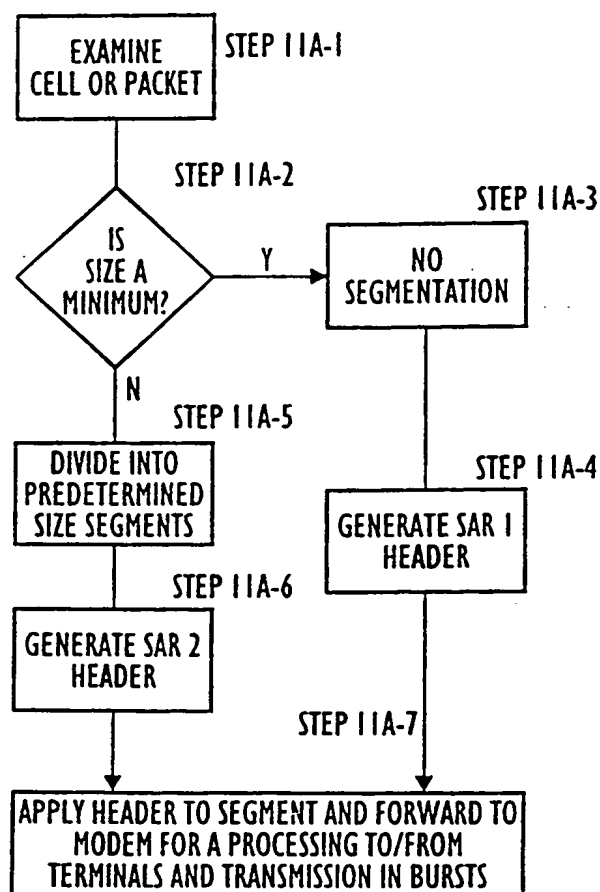 EXAMINE
CELL OR PACKET
STEP 11A-1
STEP 11A-2
IS
SIZE A
MINIMUM?
Y
STEP 11A-3
NO
SEGMENTATION
N
STEP 11A-5
DIVIDE INTO
PREDETERMINED
SIZE SEGMENTS
STEP 11A-4
GENERATE SAR 1
HEADER
STEP 11A-6
GENERATE SAR 2
HEADER
STEP 11A-7
APPLY HEADER TO SEGMENT AND FORWARD TO
MODEM FOR A PROCESSING TO/FROM
TERMINALS AND TRANSMISSION IN BURSTS